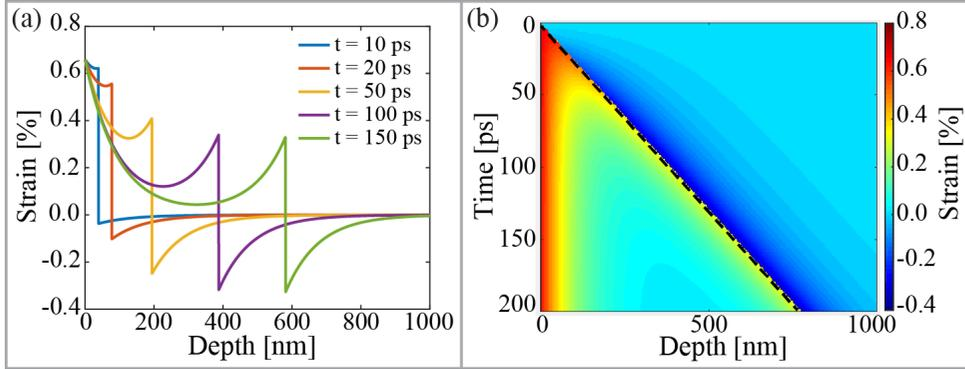 (a)
0.8
0.6
0.4
0.2
0.0
-0.2
-0.4
Strain [%]
t = 10 ps
t = 20 ps
t = 50 ps
t = 100 ps
t = 150 ps
0 200 400 600 800 1000
Depth [nm]
(b)
0
50
100
150
200
Time [ps]
0 500 1000
Depth [nm]
0.8
0.6
0.4
0.2
0.0
-0.2
-0.4
Strain [%]